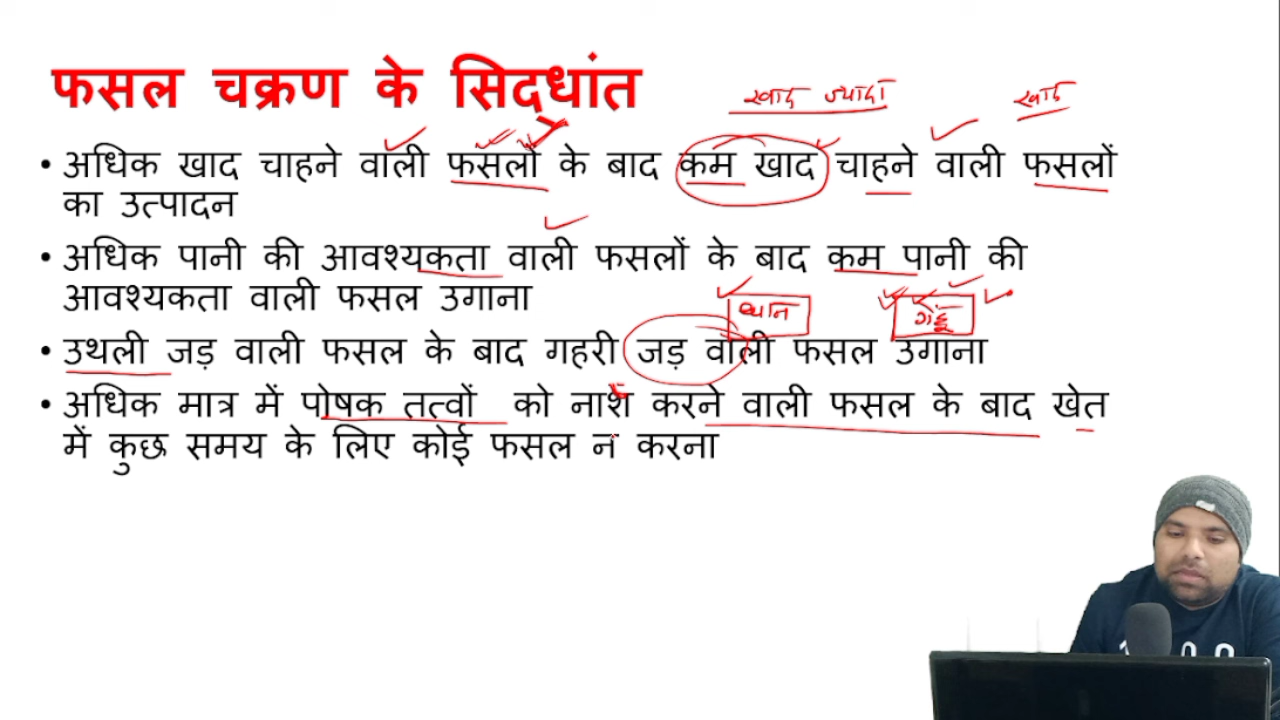 फसल चक्रण के सिद्धांत
खाद ज्यादा
खाद
• अधिक खाद चाहने वाली फसलों के बाद कम खाद चाहने वाली फसलों
का उत्पादन
• अधिक पानी की आवश्यकता वाली फसलों के बाद कम पानी की
आवश्यकता वाली फसल उगाना
धान
गेंहू
• उथली जड़ वाली फसल के बाद गहरी जड़ वाली फसल उगाना
• अधिक मात्र में पोषक तत्वों को नाश करने वाली फसल के बाद खेत
में कुछ समय के लिए कोई फसल न करना